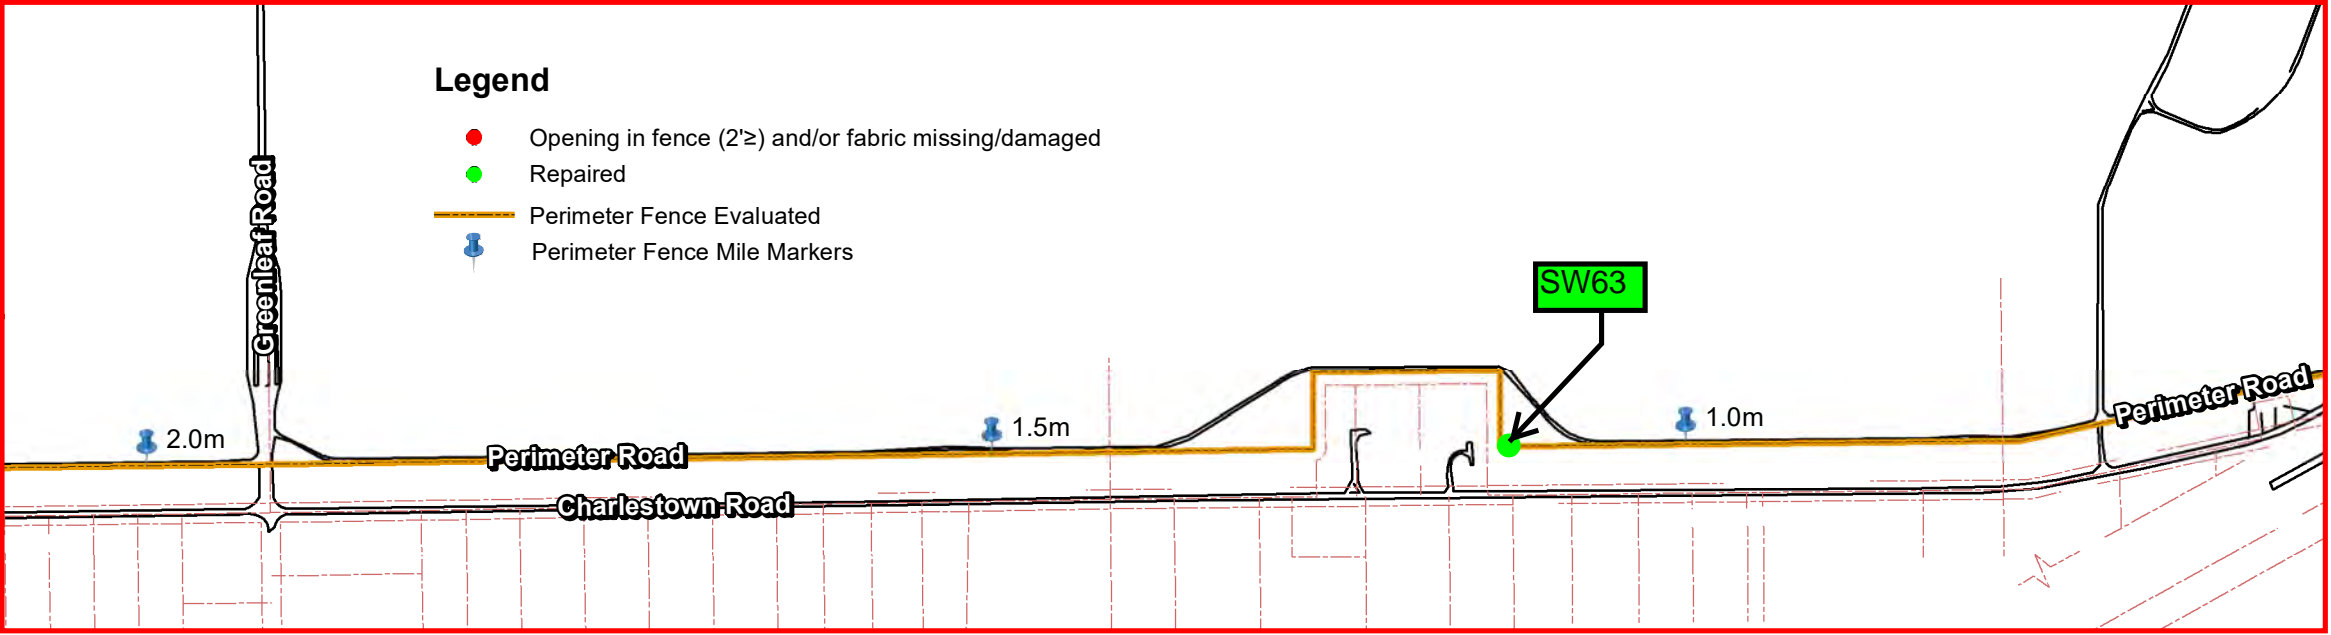 Legend
Opening in fence (2'≥) and/or fabric missing/damaged
Repaired
Perimeter Fence Evaluated
Perimeter Fence Mile Markers
Greenleaf Road
SW63
2.0m
1.5m
1.0m
Perimeter Road
Perimeter Road
Charlestown Road